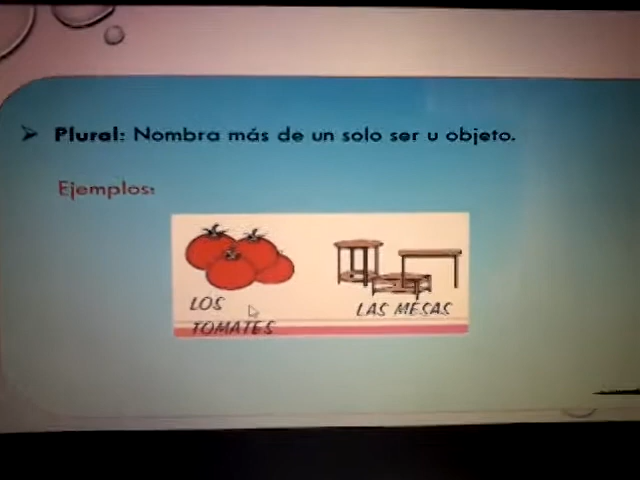 Plural: Nombra más de un solo ser u objeto.
Ejemplos:
LOS
TOMATES
LAS MESAS